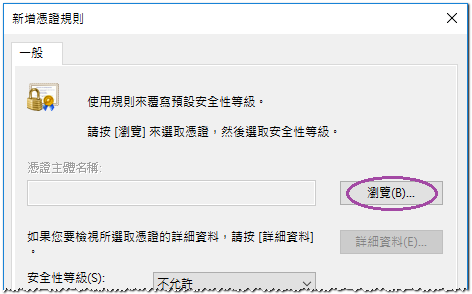 新增憑證規則
一般
使用規則來覆寫預設安全性等級。
請按 [瀏覽] 來選取憑證，然後選取安全性等級。
憑證主體名稱:
瀏覽(B)...
如果您要檢視所選取憑證的詳細資料，請按 [詳細資料]
。
詳細資料(E)...
安全性等級(S):
不允許